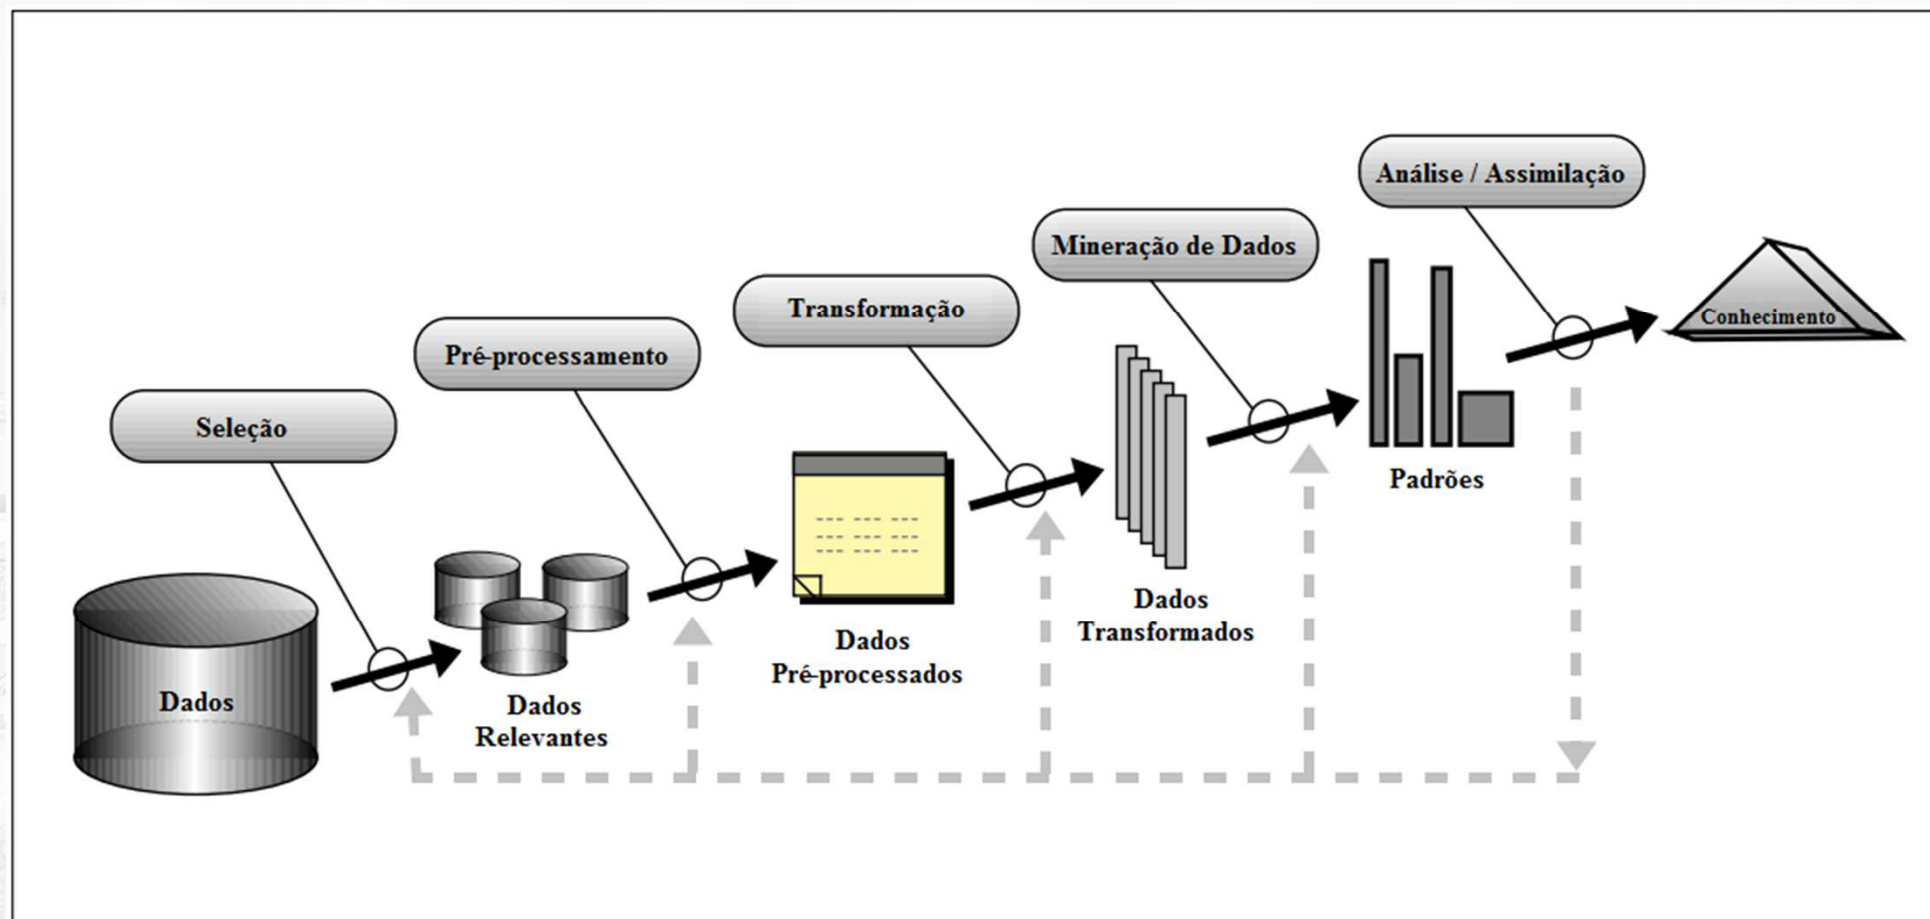 Análise / Assimilação
Mineração de Dados
Transformação
Conhecimento
Pré-processamento
Seleção
Padrões
Dados
Transformados
Dados
Pré-processados
Dados
Dados
Relevantes